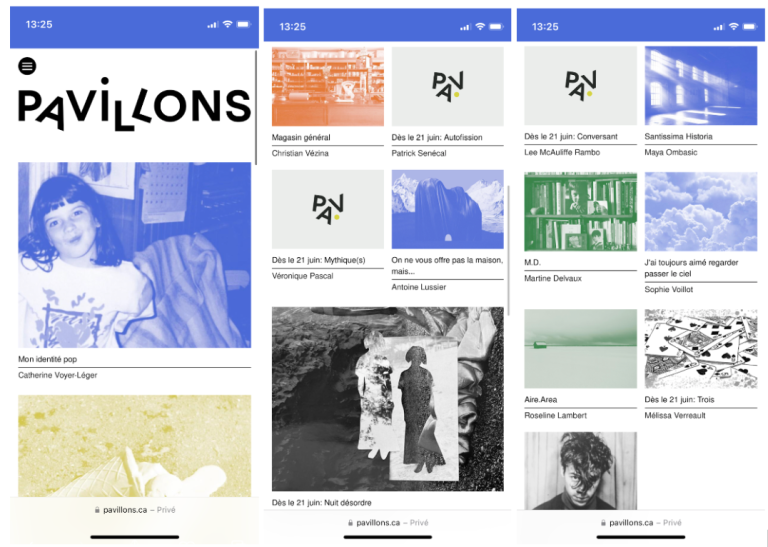 13:25
PAVILLONS
Mon identité pop
Catherine Voyer-Léger
pavillons.ca – Privé
13:25
Magasin général
Christian Vézina
PAV
Dès le 21 juin: Autofission
Patrick Senécal
PAV
Dès le 21 juin: Mythique(s)
Véronique Pascal
On ne vous offre pas la maison,
mais...
Antoine Lussier
Dès le 21 juin: Nuit désordre
pavillons.ca – Privé
13:25
PAV
Dès le 21 juin: Conversant
Lee McAuliffe Rambo
Santissima Historia
Maya Ombasic
M.D.
Martine Delvaux
J'ai toujours aimé regarder
passer le ciel
Sophie Voillot
Aire.Area
Roseline Lambert
Dès le 21 juin: Trois
Mélissa Verreault
pavillons.ca – Privé